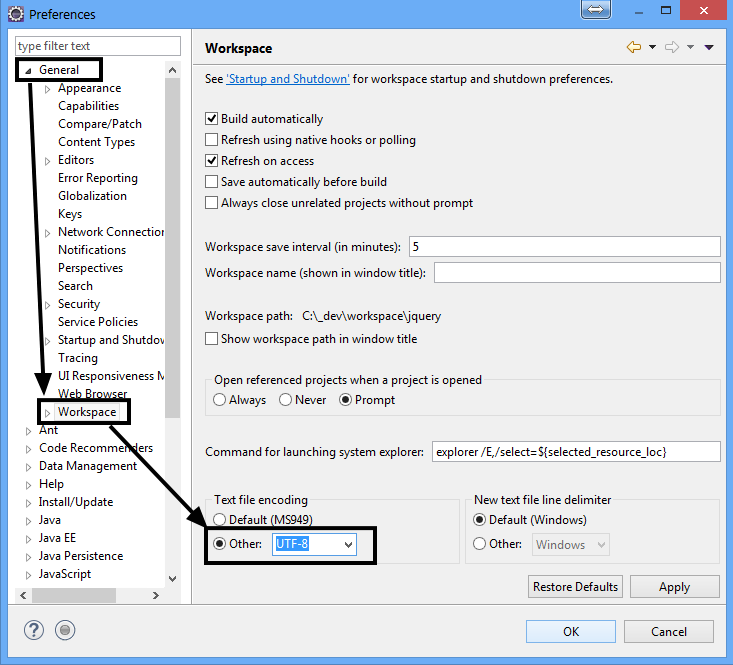 Preferences
type filter text
General
Appearance
Capabilities
Compare/Patch
Content Types
Editors
Error Reporting
Globalization
Keys
Network Connection
Notifications
Perspectives
Search
Security
Service Policies
Startup and Shutdow
Tracing
UI Responsiveness M
Web Browser
Workspace
Ant
Code Recommenders
Data Management
Help
Install/Update
Java
Java EE
Java Persistence
JavaScript
Workspace
See 'Startup and Shutdown' for workspace startup and shutdown preferences.
Build automatically
Refresh using native hooks or polling
Refresh on access
Save automatically before build
Always close unrelated projects without prompt
Workspace save interval (in minutes): 5
Workspace name (shown in window title):
Workspace path: C:\_dev\workspace\jquery
Show workspace path in window title
Open referenced projects when a project is opened
Always Never Prompt
Command for launching system explorer: explorer /E,/select=${selected_resource_loc}
Text file encoding
Default (MS949)
Other: UTF-8
New text file line delimiter
Default (Windows)
Other: Windows
Restore Defaults Apply
OK Cancel